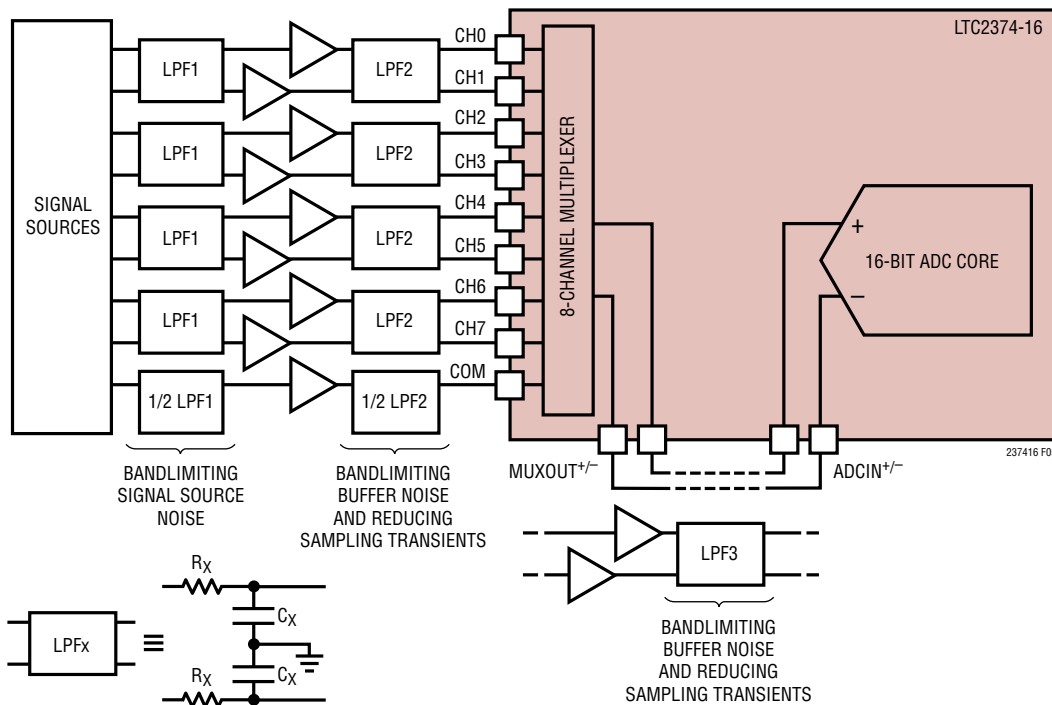 LTC2374-16
SIGNAL
SOURCES
LPF1
LPF2
CH0
CH1
LPF1
LPF2
CH2
CH3
LPF1
LPF2
CH4
CH5
LPF1
LPF2
CH6
CH7
1/2 LPF1
1/2 LPF2
COM
8-CHANNEL MULTIPLEXER
+
16-BIT ADC CORE
–
BANDLIMITING
SIGNAL SOURCE
NOISE
BANDLIMITING
BUFFER NOISE
AND REDUCING
SAMPLING TRANSIENTS
MUXOUT+/–
ADCIN+/–
237416 F0
LPF3
BANDLIMITING
BUFFER NOISE
AND REDUCING
SAMPLING TRANSIENTS
LPFx
≡
RX
CX
CX
RX